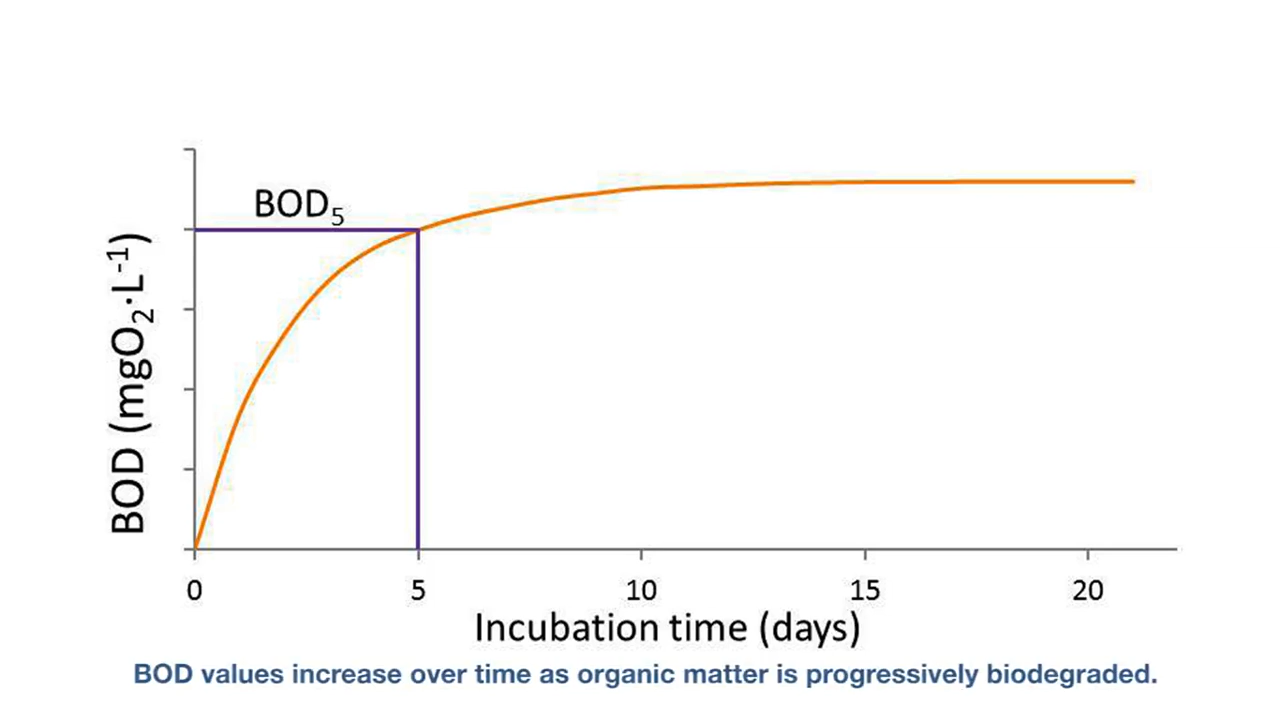 BOD₅
BOD (mgO₂·L⁻¹)
0 5 10 15 20
Incubation time (days)
BOD values increase over time as organic matter is progressively biodegraded.